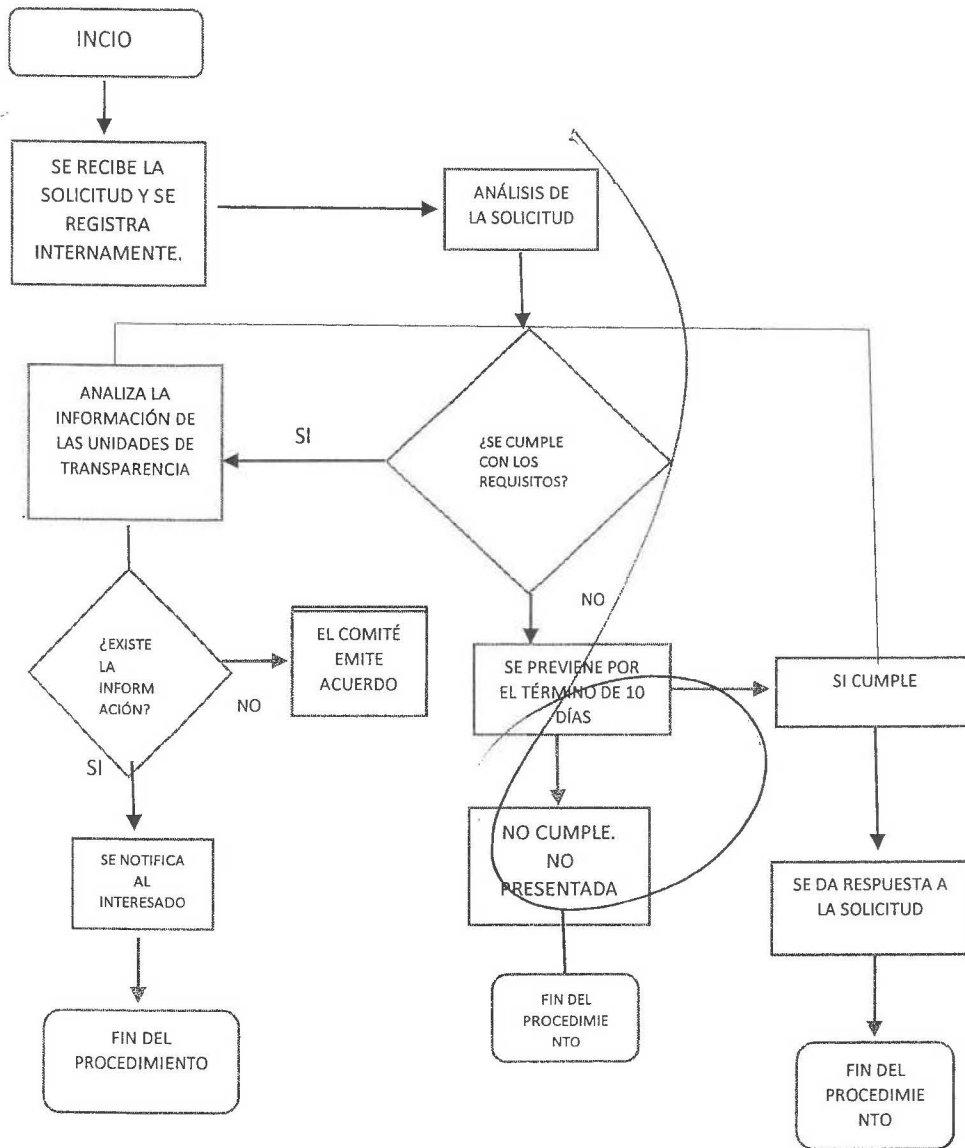 INCIO
SE RECIBE LA
SOLICITUD Y SE
REGISTRA
INTERNAMENTE.
ANÁLISIS DE
LA SOLICITUD
ANALIZA LA
INFORMACIÓN DE
LAS UNIDADES DE
TRANSPARENCIA
SI
¿SE CUMPLE
CON LOS
REQUISITOS?
NO
¿EXISTE
LA
INFORM
ACIÓN?
NO
SI
EL COMITÉ
EMITE
ACUERDO
SE PREVIENE POR
EL TÉRMINO DE 10
DÍAS
SI CUMPLE
SE NOTIFICA
AL
INTERESADO
NO CUMPLE.
NO
PRESENTADA
SE DA RESPUESTA A
LA SOLICITUD
FIN DEL
PROCEDIMIENTO
FIN DEL
PROCEDIMIE
NTO
FIN DEL
PROCEDIMIE
NTO